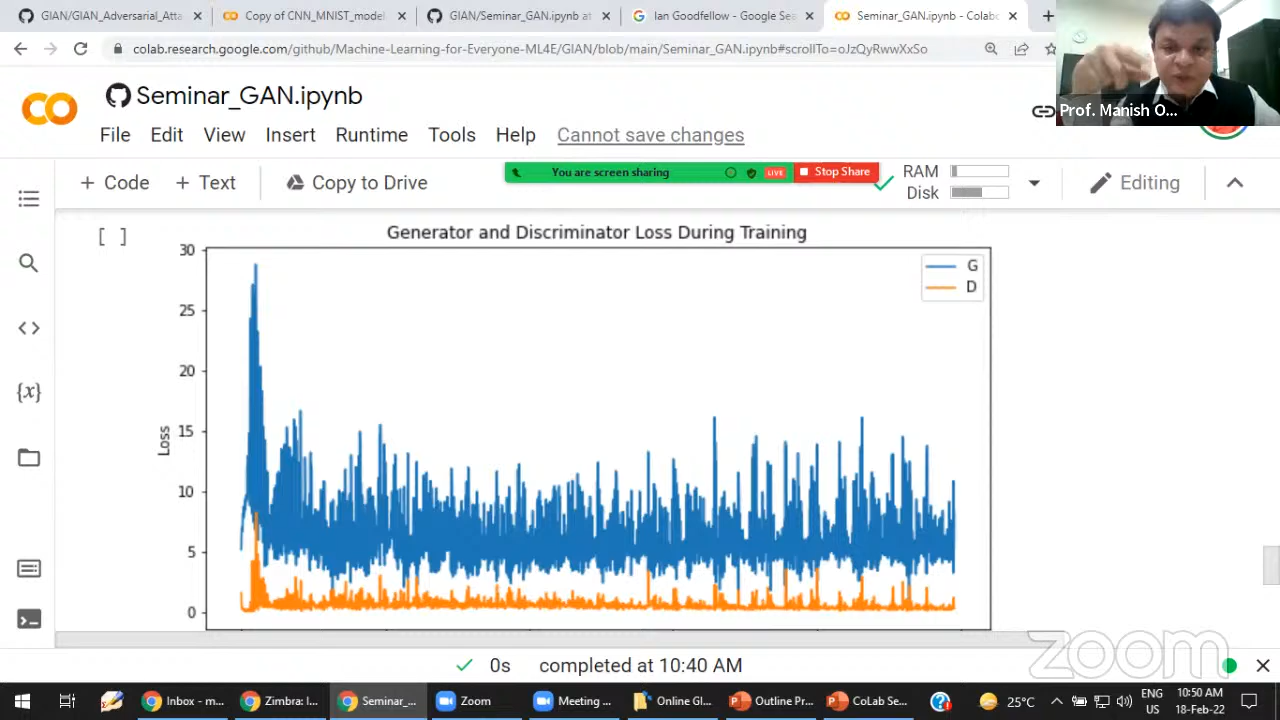 GIAN/GIAN_Adversarial_Atta
Copy of CNN_MNIST_model
GIAN/Seminar_GAN.ipynb at
Ian Goodfellow - Google Sea
Seminar_GAN.ipynb - Colabo
colab.research.google.com/github/Machine-Learning-for-Everyone-ML4E/GIAN/blob/main/Seminar_GAN.ipynb#scrollTo=oJzQyRwwXxSo
Seminar_GAN.ipynb
Prof. Manish O...
File Edit View Insert Runtime Tools Help Cannot save changes
You are screen sharing LIVE Stop Share
+ Code + Text Copy to Drive
RAM
Disk
Editing
[ ]
Generator and Discriminator Loss During Training
G
D
30
25
20
15
10
5
0
Loss
{x}
zoom
0s completed at 10:40 AM
Inbox - m...
Zimbra: I...
Seminar_...
Zoom
Meeting ...
Online Gl...
Outline Pr...
CoLab Se...
25°C
ENG
US
10:50 AM
18-Feb-22